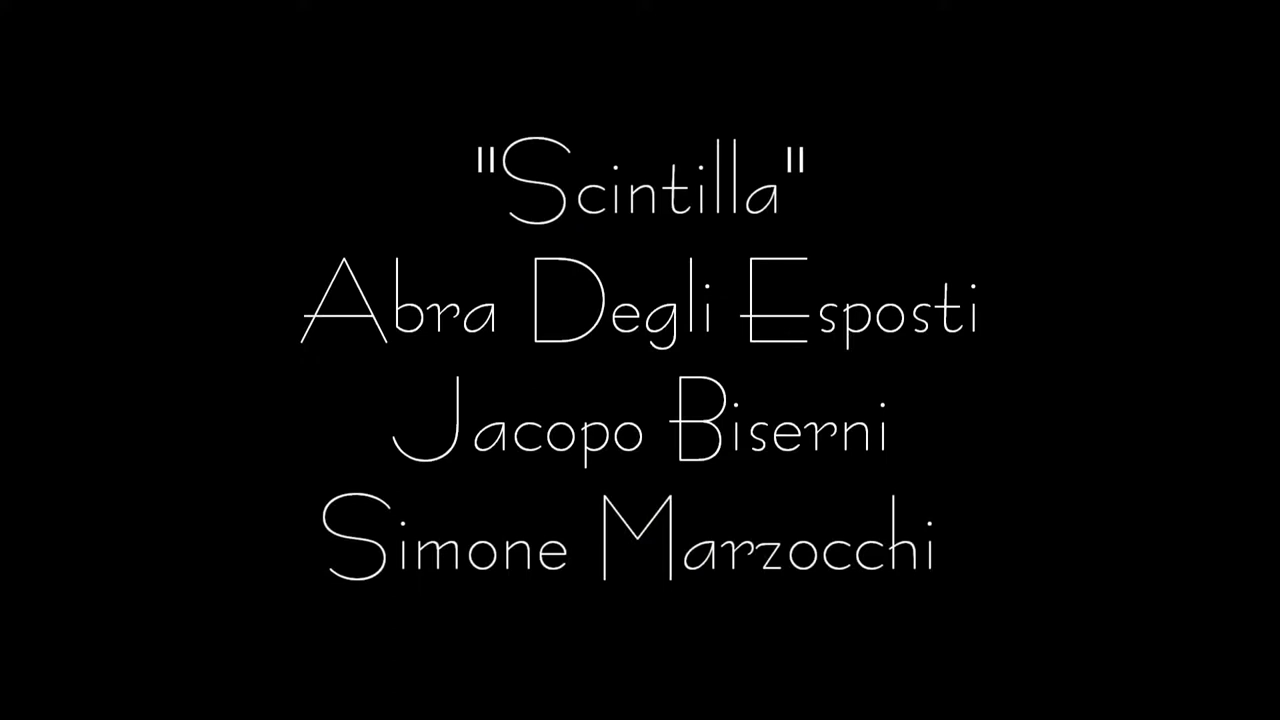 "Scintilla"
Abra Degli Esposti
Jacopo Biserni
Simone Marzocchi